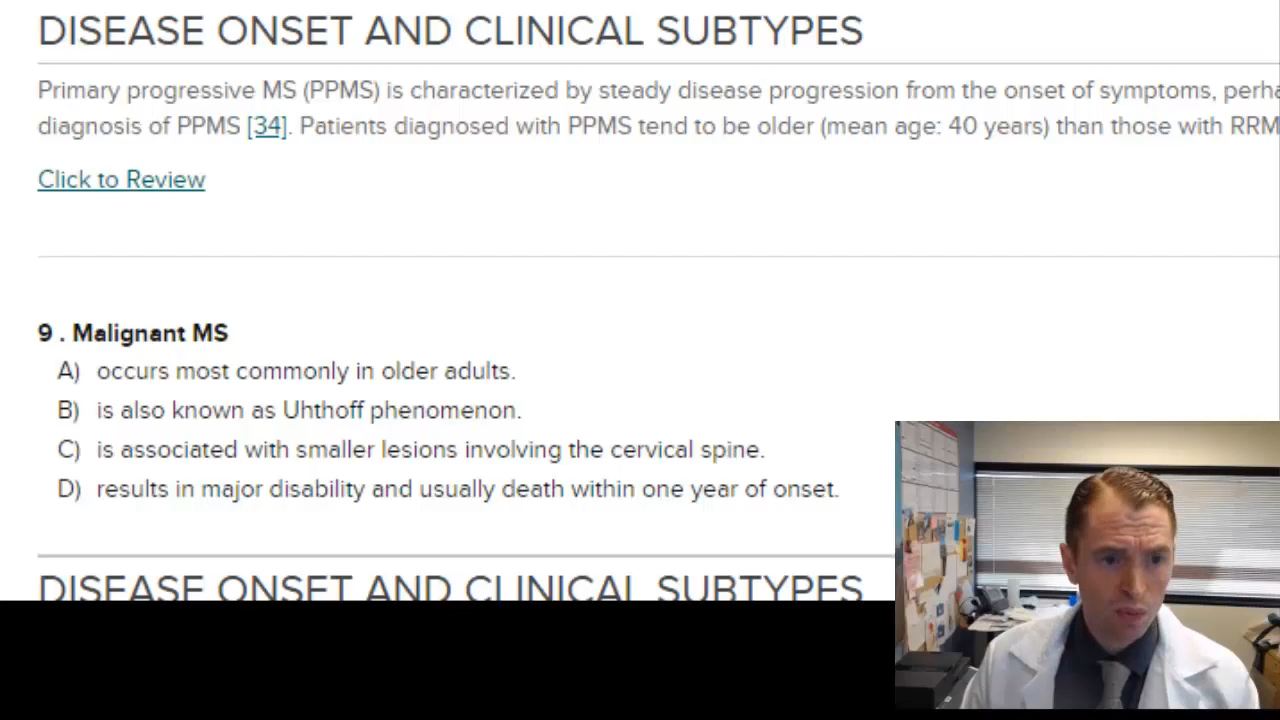 DISEASE ONSET AND CLINICAL SUBTYPES
Primary progressive MS (PPMS) is characterized by steady disease progression from the onset of symptoms,
diagnosis of PPMS [34]. Patients diagnosed with PPMS tend to be older (mean age: 40 years) than those with
Click to Review
9 . Malignant MS
A) occurs most commonly in older adults.
B) is also known as Uhthoff phenomenon.
C) is associated with smaller lesions involving the cervical spine.
D) results in major disability and usually death within one year of onset.
DISEASE ONSET AND CLINICAL SUBTYPES